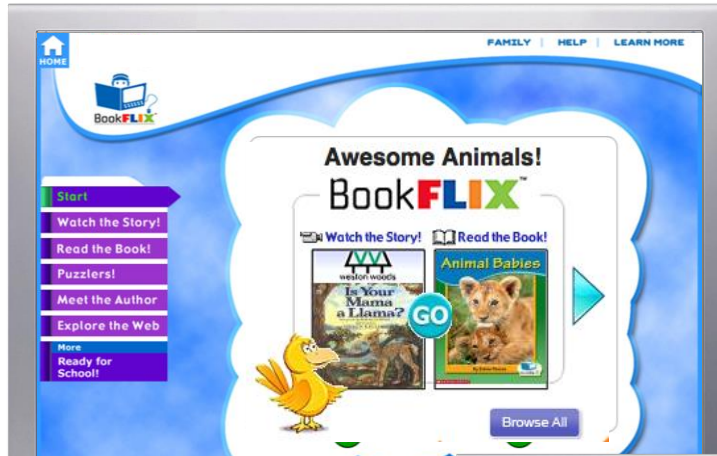 HOME
FAMILY | HELP | LEARN MORE
BookFLIX
Awesome Animals!
BookFLIX™
Start
Watch the Story!
Read the Book!
Puzzlers!
Meet the Author
Explore the Web
More
Ready for
School!
Watch the Story!
Read the Book!
weston woods
Is Your
Mama
a Llama?
GO
Animal Babies
Browse All